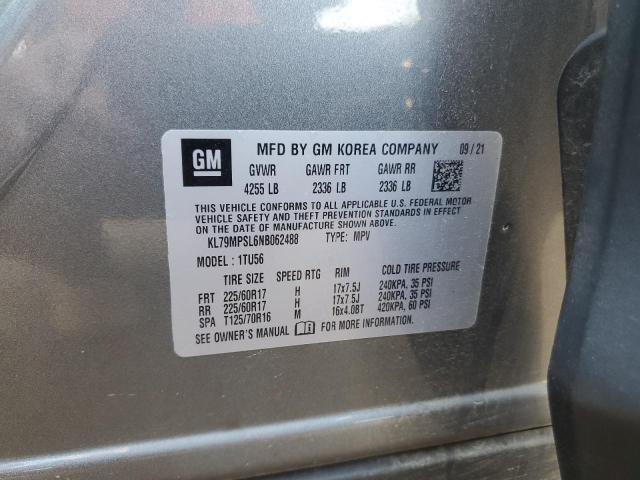 GM
MFD BY GM KOREA COMPANY 09/21
GVWR GAWR FRT GAWR RR
4255 LB 2336 LB 2336 LB
THIS VEHICLE CONFORMS TO ALL APPLICABLE U.S. FEDERAL MOTOR
VEHICLE SAFETY AND THEFT PREVENTION STANDARDS IN EFFECT
ON THE DATE OF MANUFACTURE SHOWN ABOVE.
KL79MPSL6NB062488 TYPE: MPV
MODEL : 1TU56
TIRE SIZE SPEED RTG RIM COLD TIRE PRESSURE
FRT 225/60R17 H 17x7.5J 240KPA, 35 PSI
RR 225/60R17 H 17x7.5J 240KPA, 35 PSI
SPA T125/70R16 M 16x4.0BT 420KPA, 60 PSI
SEE OWNER'S MANUAL FOR MORE INFORMATION